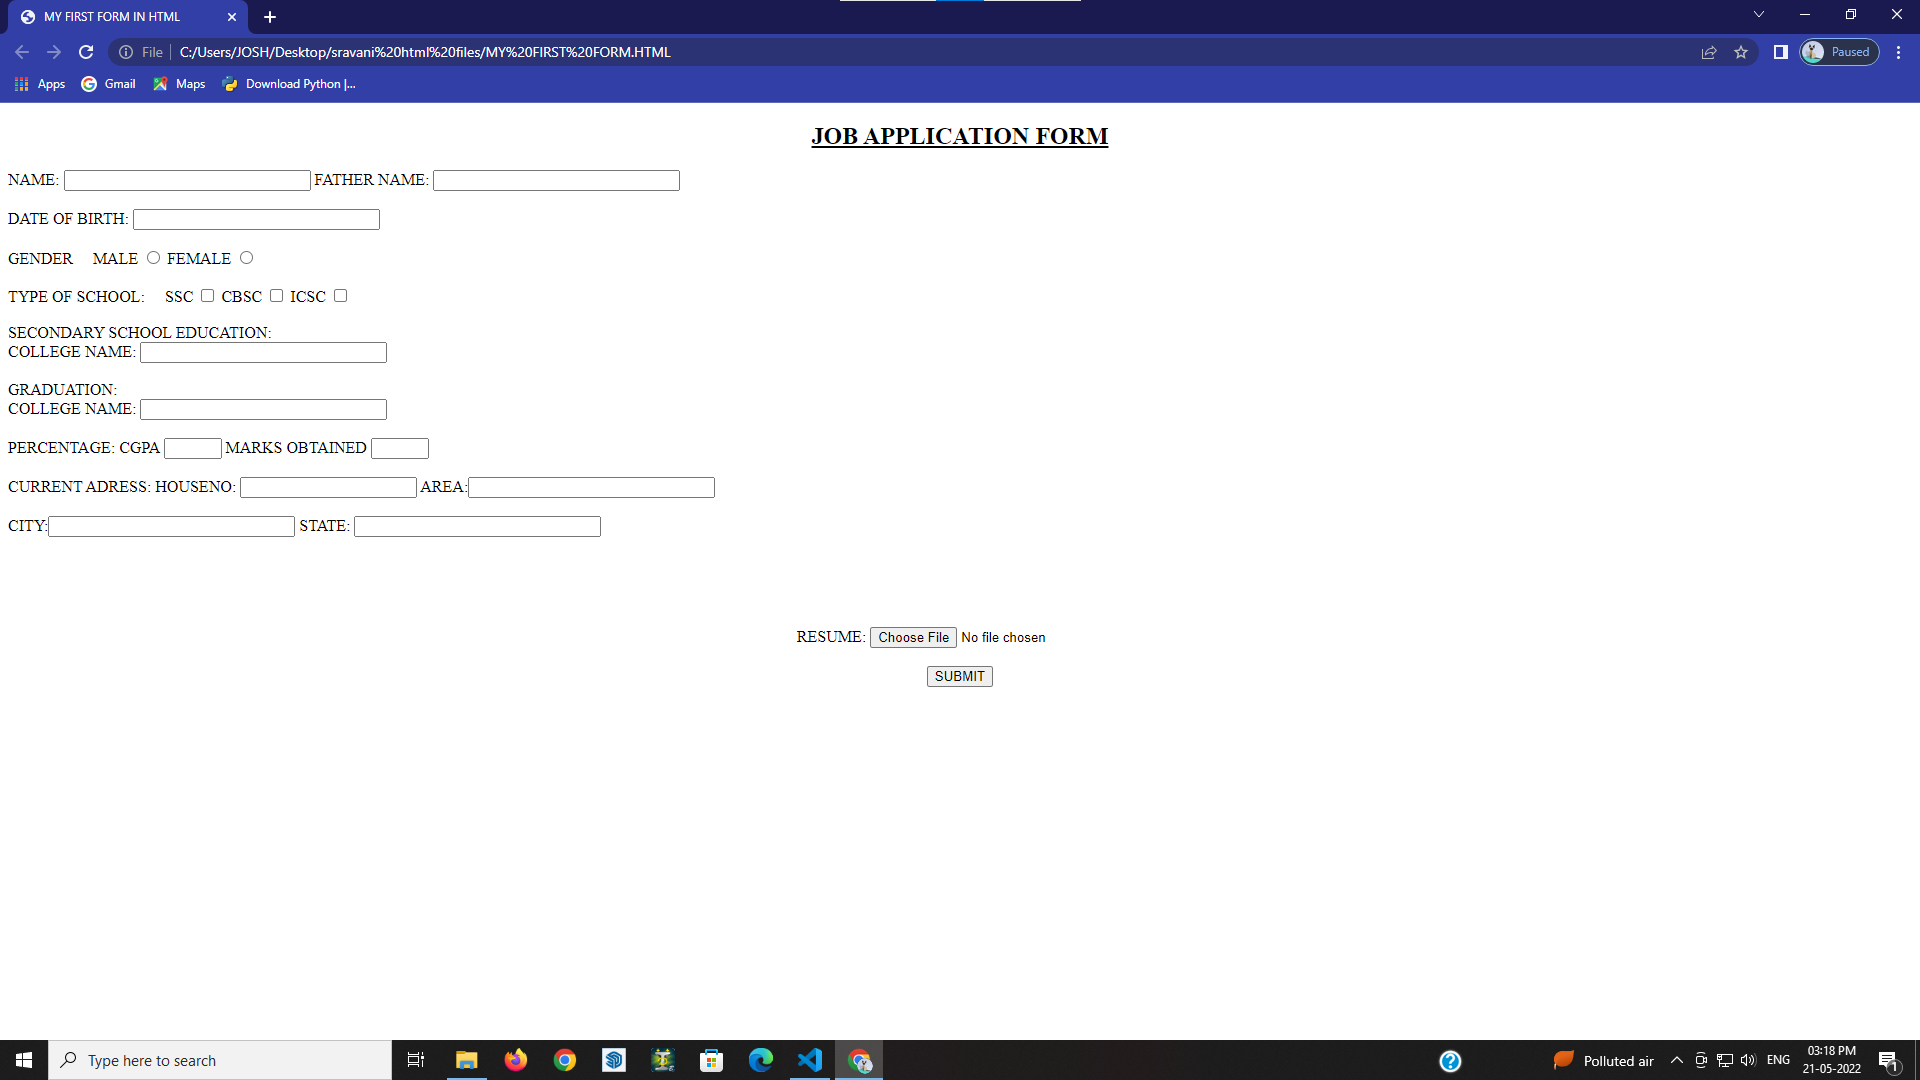 MY FIRST FORM IN HTML
File C:/Users/JOSH/Desktop/sravani%20html%20files/MY%20FIRST%20FORM.HTML Paused
Apps Gmail Maps Download Python |...
JOB APPLICATION FORM
NAME: FATHER NAME:
DATE OF BIRTH:
GENDER MALE FEMALE
TYPE OF SCHOOL: SSC CBSC ICSC
SECONDARY SCHOOL EDUCATION:
COLLEGE NAME:
GRADUATION:
COLLEGE NAME:
PERCENTAGE: CGPA MARKS OBTAINED
CURRENT ADRESS: HOUSENO: AREA:
CITY: STATE:
RESUME: Choose File No file chosen
SUBMIT
Type here to search Polluted air ENG 03:18 PM
21-05-2022 1